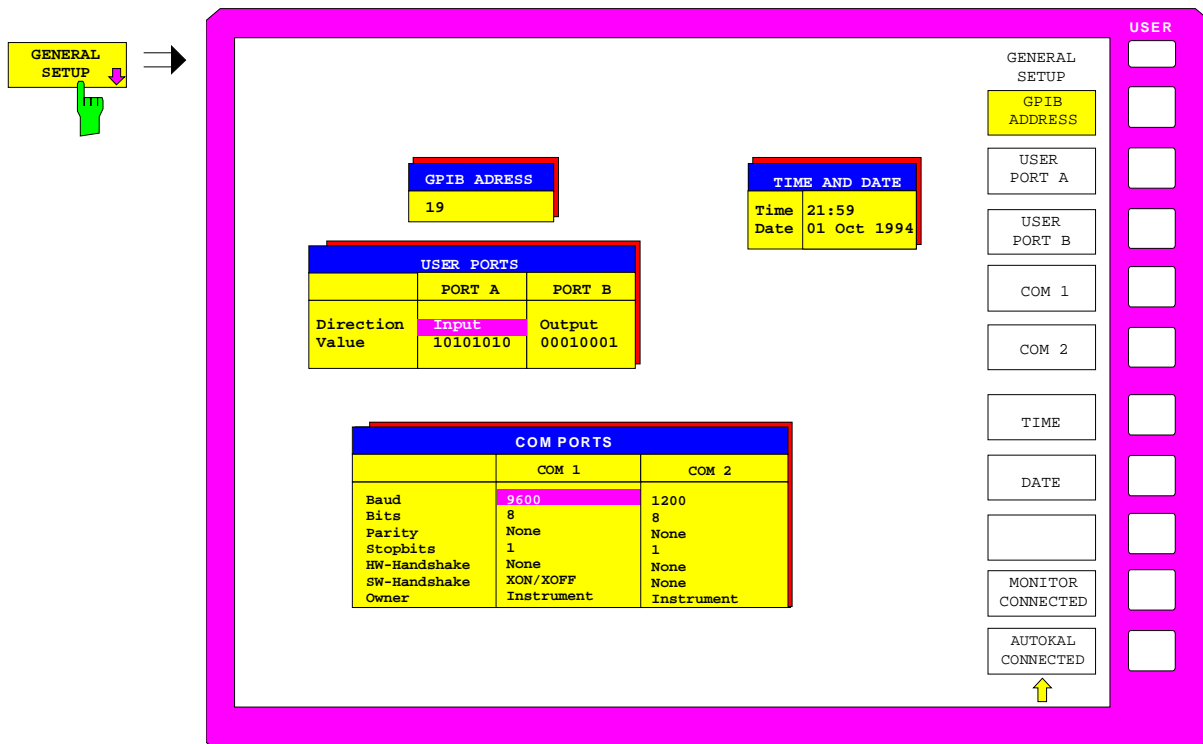 USER
GENERAL
SETUP
GENERAL
SETUP
GPIB
ADDRESS
USER
PORT A
USER
PORT B
COM 1
COM 2
TIME
DATE
MONITOR
CONNECTED
AUTOKAL
CONNECTED
GPIB ADRESS
19
TIME AND DATE
Time 21:59
Date 01 Oct 1994
USER PORTS
PORT A PORT B
Direction Input Output
Value 10101010 00010001
COM PORTS
COM 1 COM 2
Baud 9600 1200
Bits 8 8
Parity None None
Stopbits 1 1
HW-Handshake None None
SW-Handshake XON/XOFF None
Owner Instrument Instrument